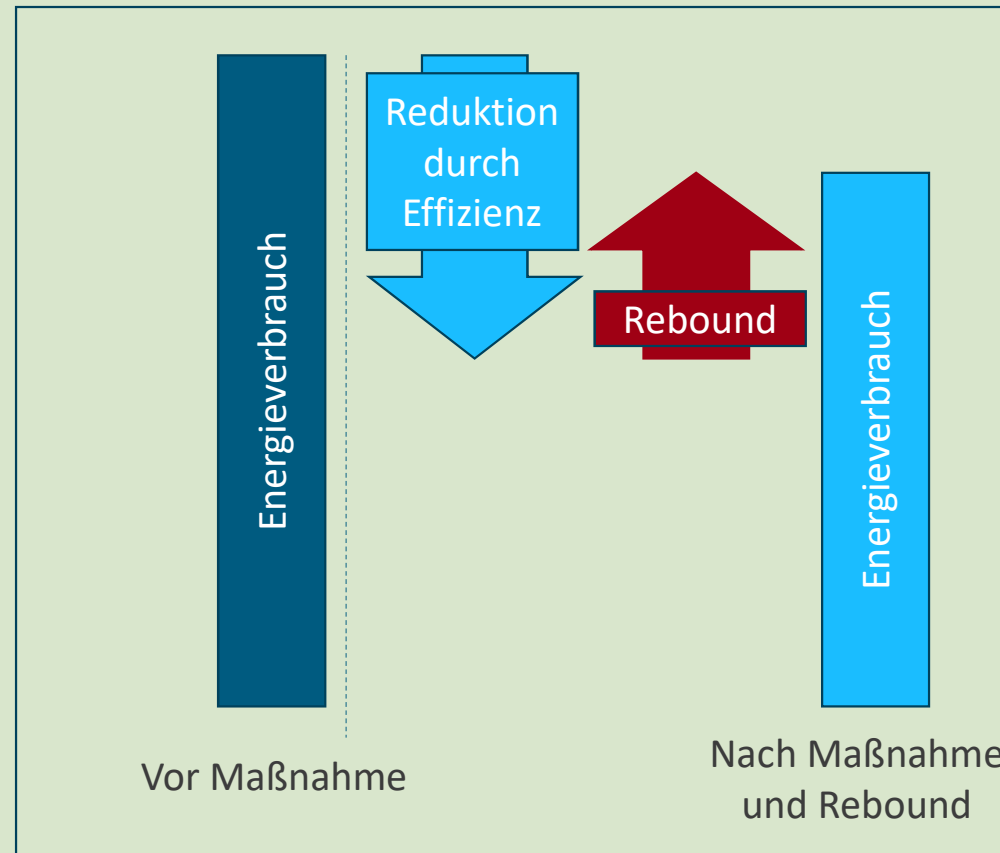 Energieverbrauch
Reduktion
durch
Effizienz
Rebound
Energieverbrauch
Vor Maßnahme
Nach Maßnahme
und Rebound